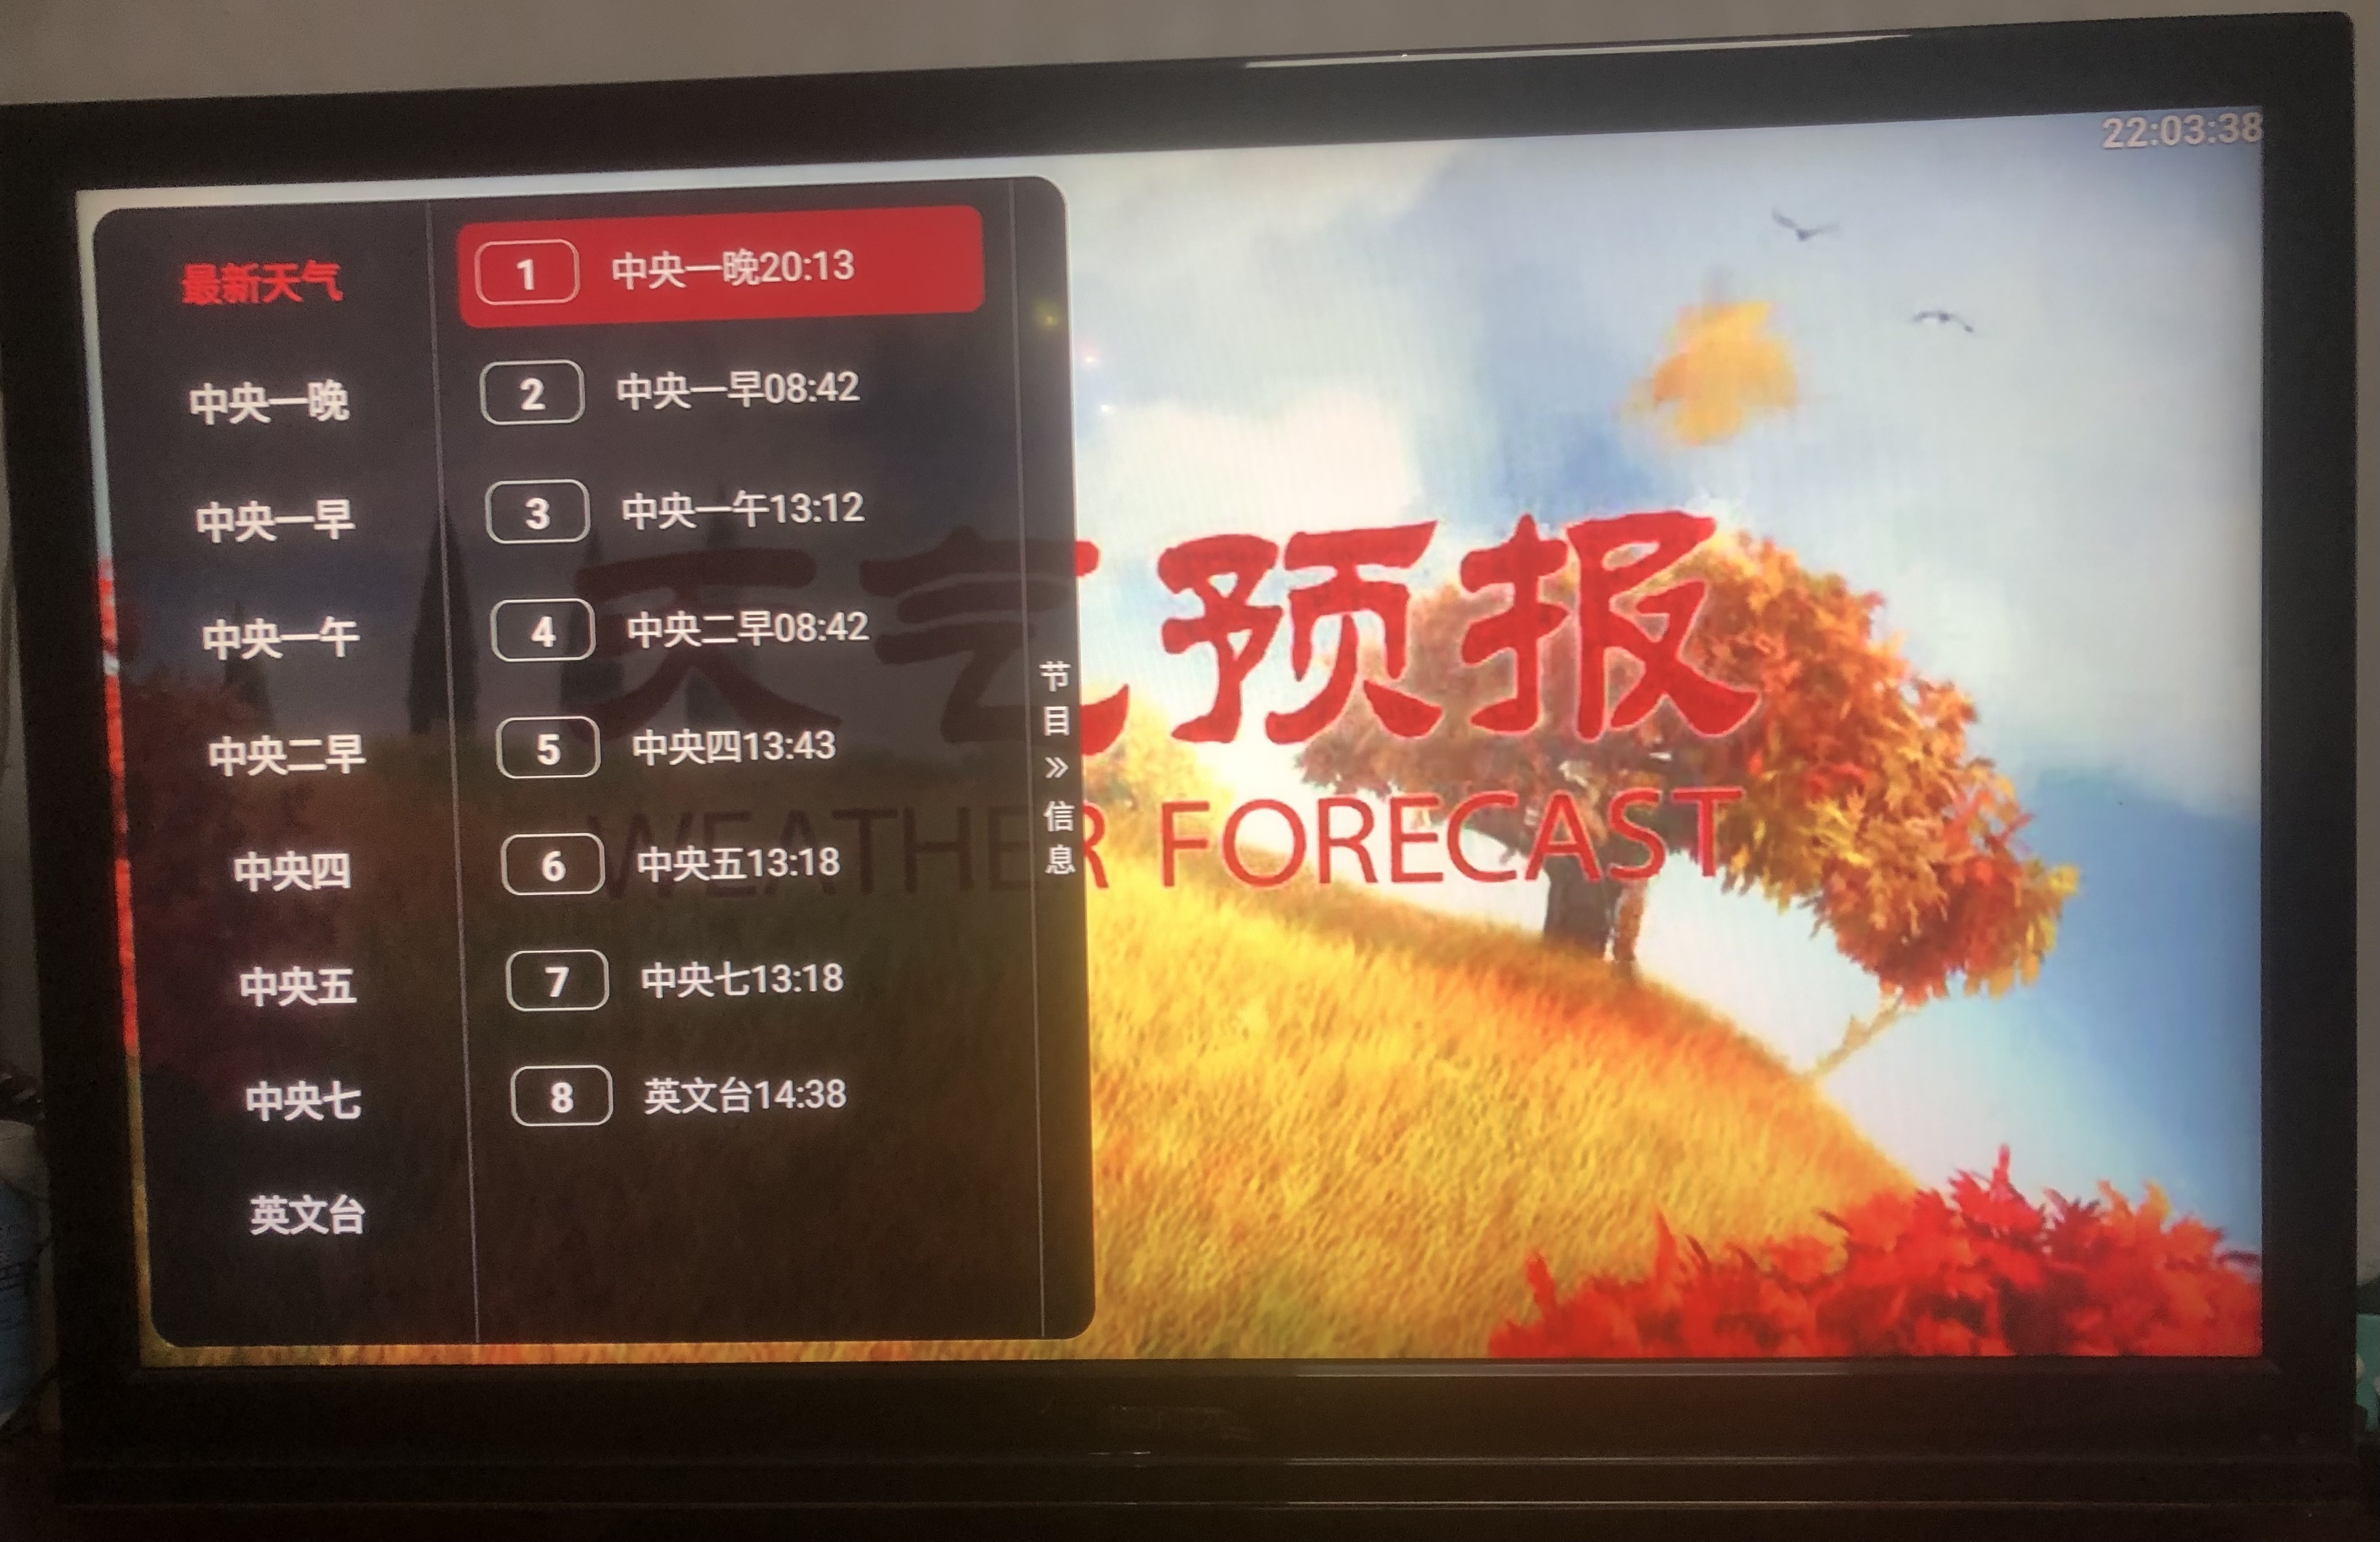 22:03:38
最新天气
中央一晚
中央一早
中央一午
中央二早
中央四
中央五
中央七
英文台
1 中央一晚20:13
2 中央一早08:42
3 中央一午13:12
4 中央二早08:42
5 中央四13:43
6 中央五13:18
7 中央七13:18
8 英文台14:38
节目》信息
天气预报
WEATHER FORECAST